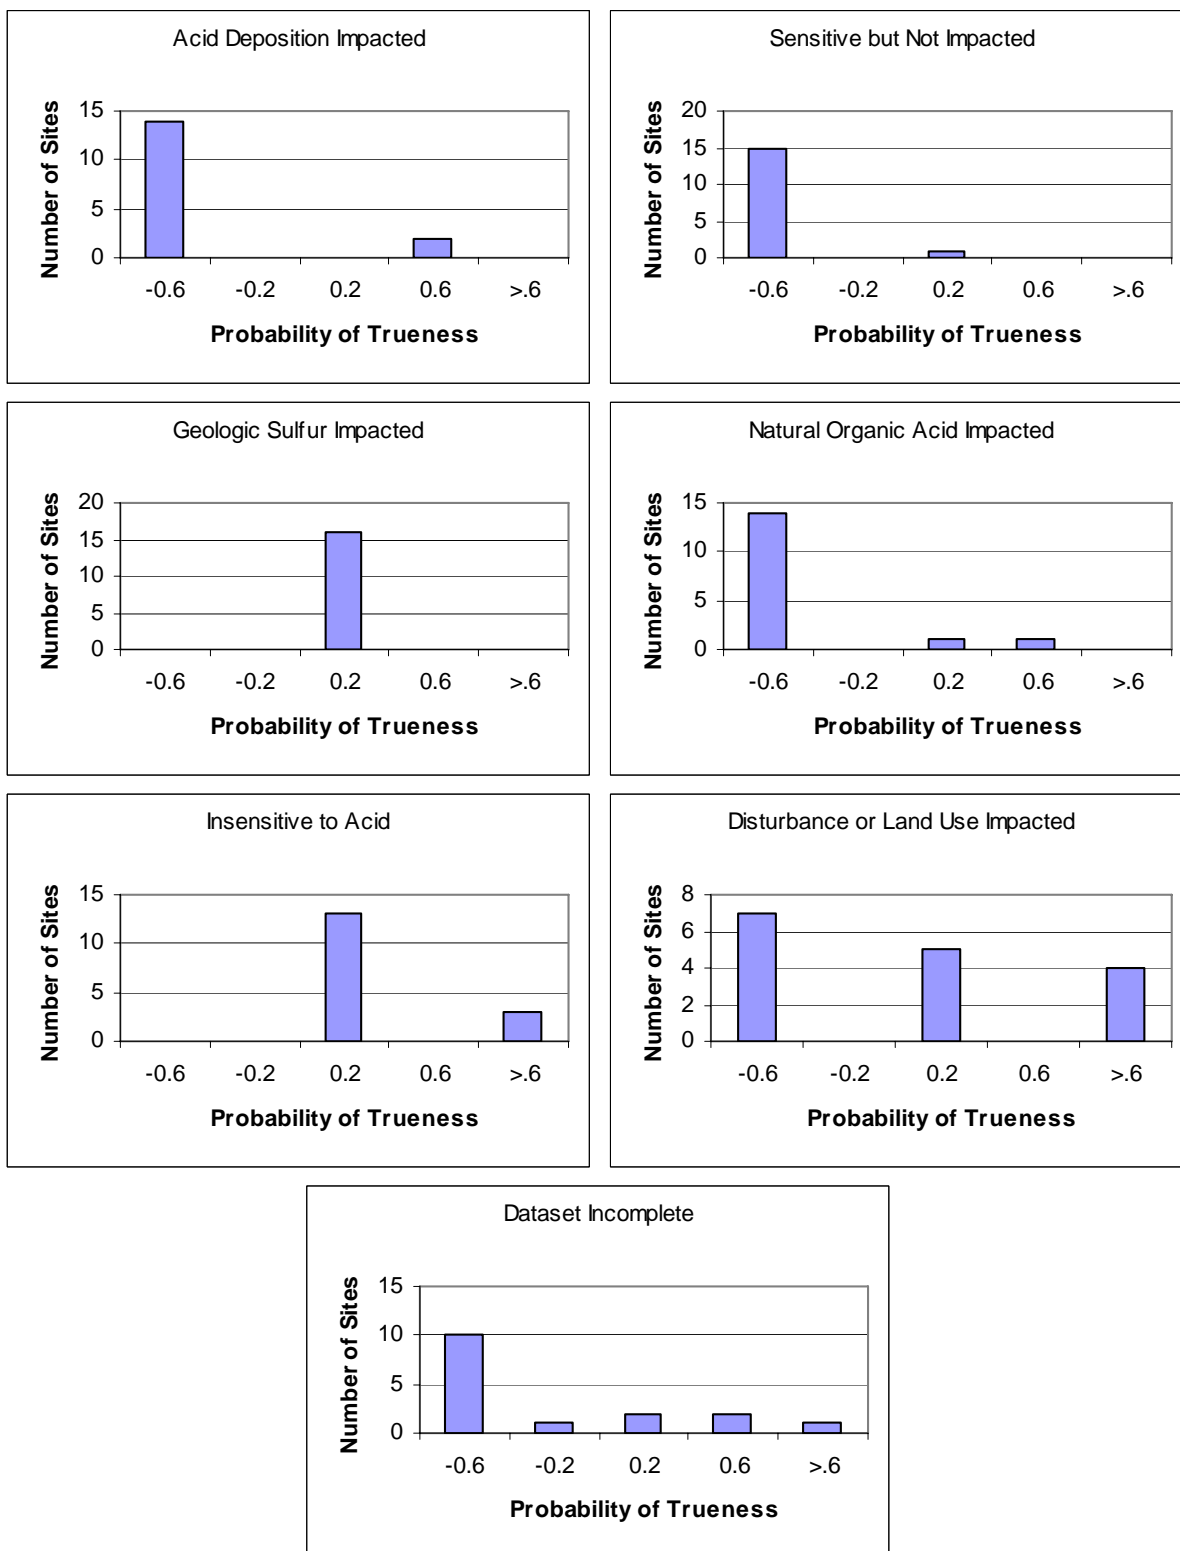 Acid Deposition Impacted
Number of Sites
15
10
5
0
-0.6 -0.2 0.2 0.6 >.6
Probability of Trueness
Sensitive but Not Impacted
Number of Sites
20
15
10
5
0
-0.6 -0.2 0.2 0.6 >.6
Probability of Trueness
Geologic Sulfur Impacted
Number of Sites
20
15
10
5
0
-0.6 -0.2 0.2 0.6 >.6
Probability of Trueness
Natural Organic Acid Impacted
Number of Sites
15
10
5
0
-0.6 -0.2 0.2 0.6 >.6
Probability of Trueness
Insensitive to Acid
Number of Sites
15
10
5
0
-0.6 -0.2 0.2 0.6 >.6
Probability of Trueness
Disturbance or Land Use Impacted
Number of Sites
8
6
4
2
0
-0.6 -0.2 0.2 0.6 >.6
Probability of Trueness
Dataset Incomplete
Number of Sites
15
10
5
0
-0.6 -0.2 0.2 0.6 >.6
Probability of Trueness